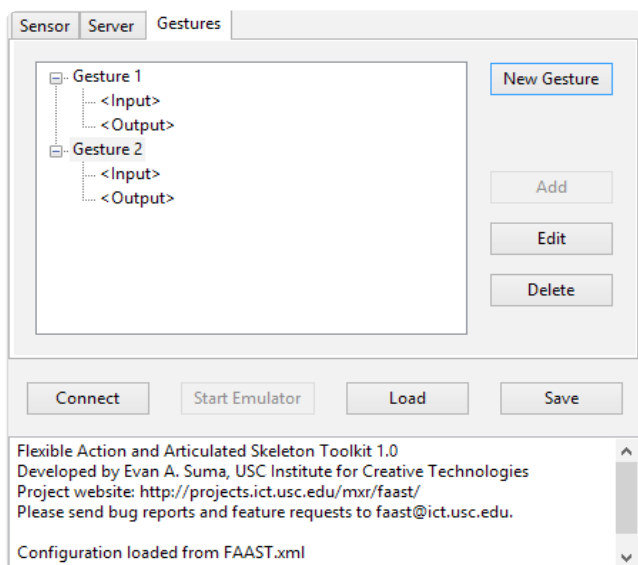 Sensor Server Gestures
Gesture 1
<Input>
<Output>
Gesture 2
<Input>
<Output>
New Gesture
Add
Edit
Delete
Connect Start Emulator Load Save
Flexible Action and Articulated Skeleton Toolkit 1.0
Developed by Evan A. Suma, USC Institute for Creative Technologies
Project website: http://projects.ict.usc.edu/mxr/faast/
Please send bug reports and feature requests to faast@ict.usc.edu.
Configuration loaded from FAAST.xml